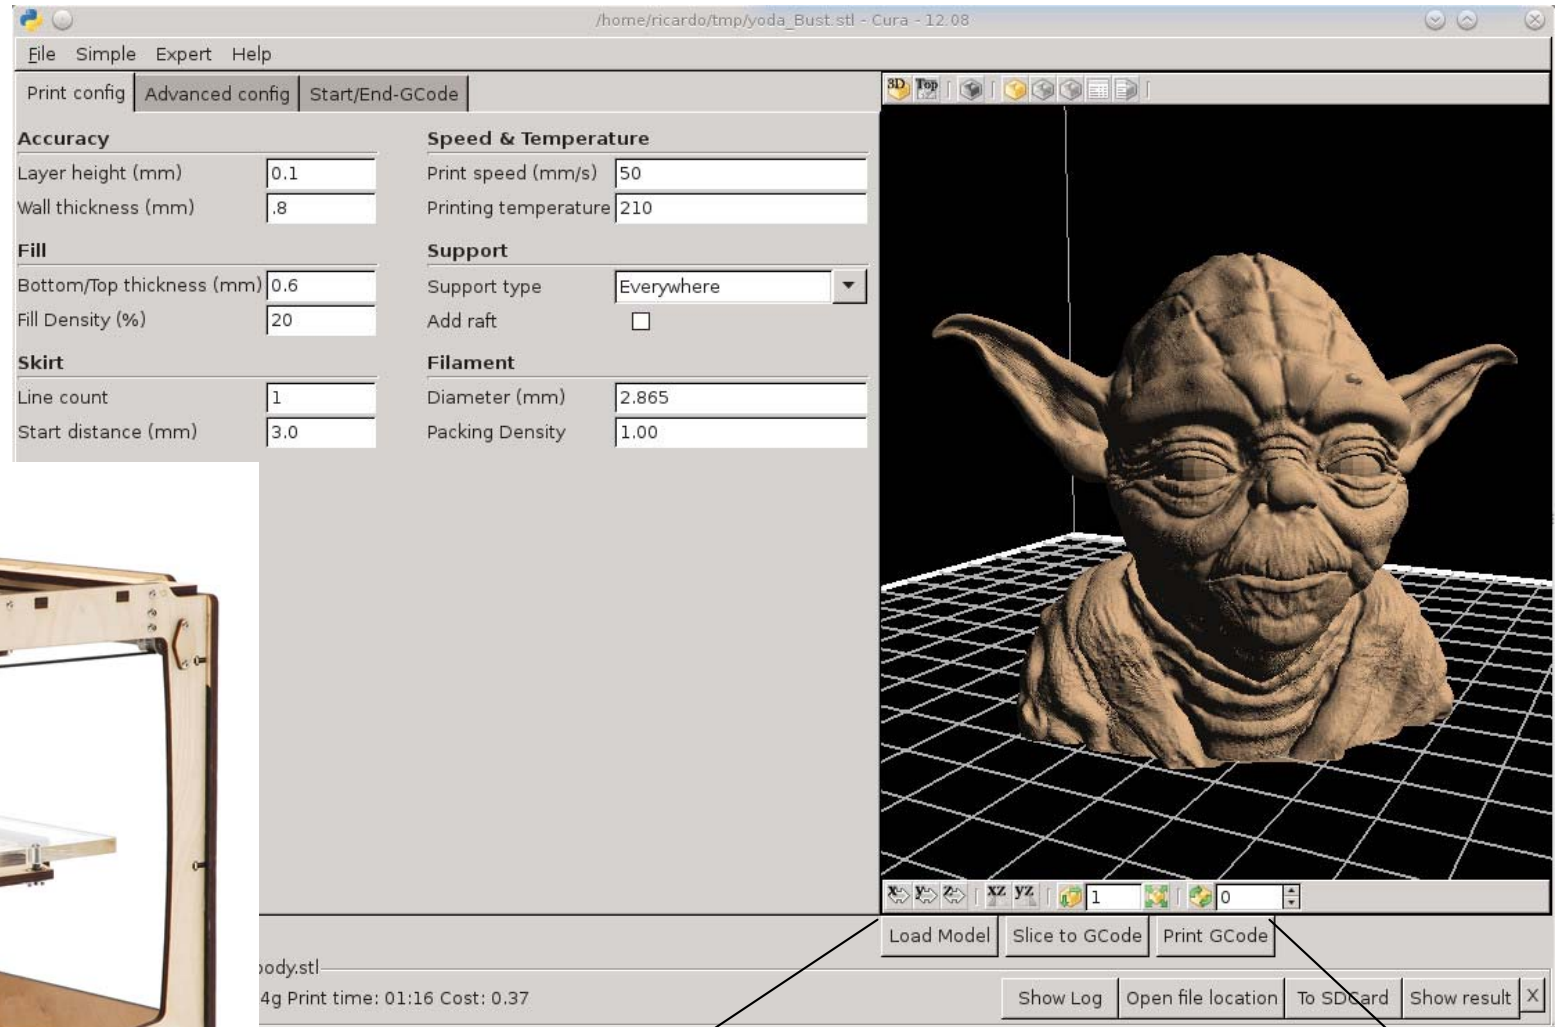 /home/ricardo/tmp/yoda_Bust.stl - Cura - 12.08
File Simple Expert Help
Print config Advanced config Start/End-GCode
3D Top
Accuracy
Layer height (mm) 0.1
Wall thickness (mm) .8
Fill
Bottom/Top thickness (mm) 0.6
Fill Density (%) 20
Skirt
Line count 1
Start distance (mm) 3.0
Speed & Temperature
Print speed (mm/s) 50
Printing temperature 210
Support
Support type Everywhere
Add raft
Filament
Diameter (mm) 2.865
Packing Density 1.00
X Y Z XZ YZ 1 0
Load Model Slice to GCode Print GCode
body.stl
4g Print time: 01:16 Cost: 0.37
Show Log Open file location To SDCard Show result X